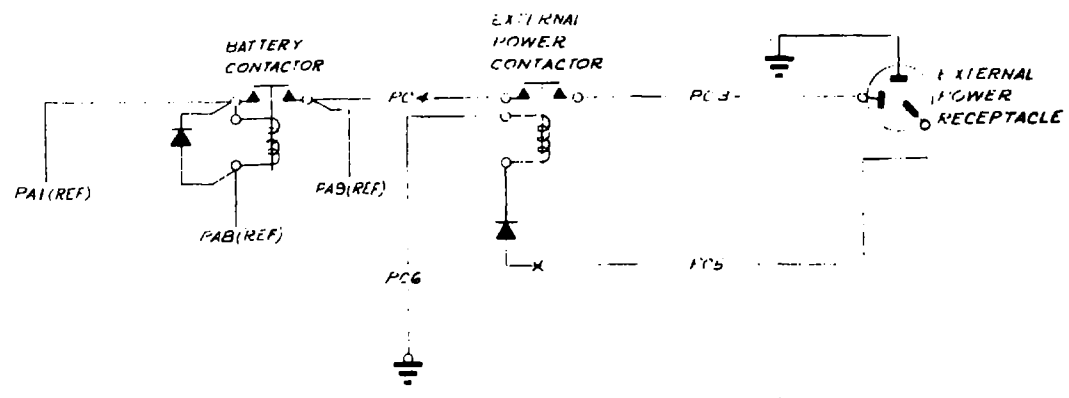 BATTERY
CONTACTOR
EXTERNAL
POWER
CONTACTOR
EXTERNAL
POWER
RECEPTACLE
PC4
PC3
PA1(REF)
PA9(REF)
PA8(REF)
PC6
PC5